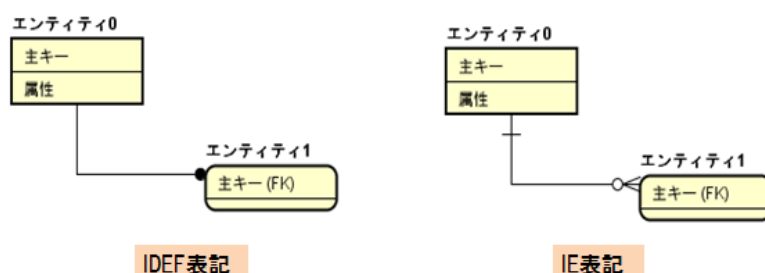 エンティティ0
主キー
属性
エンティティ1
主キー (FK)
IDEF表記
エンティティ0
主キー
属性
エンティティ1
主キー (FK)
IE表記